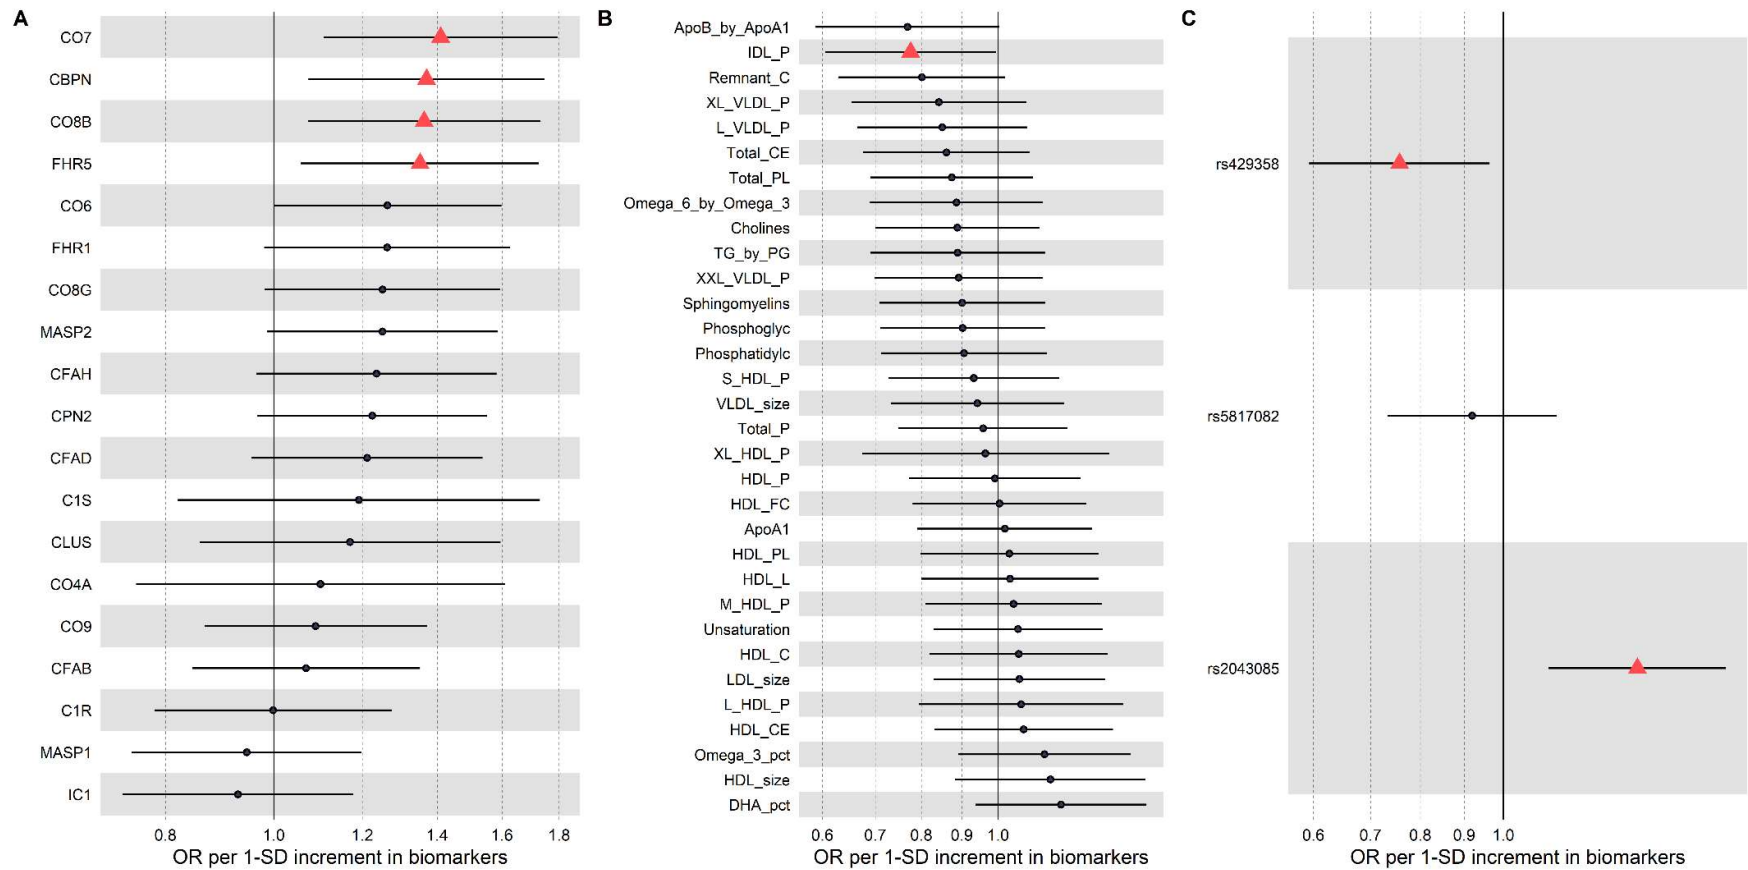 A
CO7
CBPN
CO8B
FHR5
CO6
FHR1
CO8G
MASP2
CFAH
CPN2
CFAD
C1S
CLUS
CO4A
CO9
CFAB
C1R
MASP1
IC1
0.8 1.0 1.2 1.4 1.6 1.8
OR per 1-SD increment in biomarkers
B
ApoB_by_ApoA1
IDL_P
Remnant_C
XL_VLDL_P
L_VLDL_P
Total_CE
Total_PL
Omega_6_by_Omega_3
Cholines
TG_by_PG
XXL_VLDL_P
Sphingomyelins
Phosphoglyc
Phosphatidylc
S_HDL_P
VLDL_size
Total_P
XL_HDL_P
HDL_P
HDL_FC
ApoA1
HDL_PL
HDL_L
M_HDL_P
Unsaturation
HDL_C
LDL_size
L_HDL_P
HDL_CE
Omega_3_pct
HDL_size
DHA_pct
0.6 0.7 0.8 0.9 1.0
OR per 1-SD increment in biomarkers
C
rs429358
rs5817082
rs2043085
0.6 0.7 0.8 0.9 1.0
OR per 1-SD increment in biomarkers